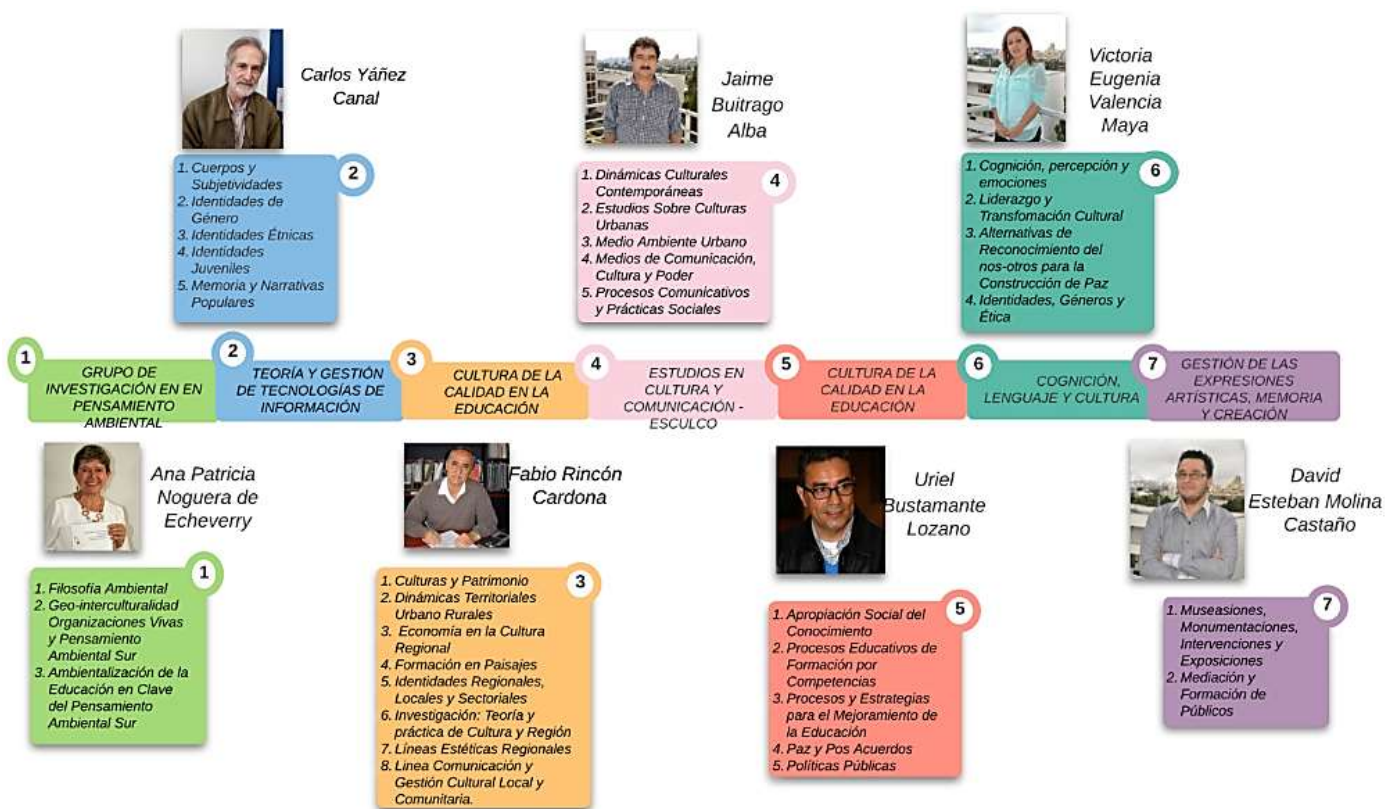 Carlos Yáñez
Canal
2
1. Cuerpos y
Subjetividades
2. Identidades de
Género
3. Identidades Étnicas
4. Identidades
Juveniles
5. Memoria y Narrativas
Populares
Jaime
Buitrago
Alba
4
1. Dinámicas Culturales
Contemporáneas
2. Estudios Sobre Culturas
Urbanas
3. Medio Ambiente Urbano
4. Medios de Comunicación,
Cultura y Poder
5. Procesos Comunicativos
y Prácticas Sociales
Victoria
Eugenia
Valencia
Maya
6
1. Cognición, percepción y
emociones
2. Liderazgo y
Transfomación Cultural
3. Alternativas de
Reconocimiento del
nos-otros para la
Construcción de Paz
4. Identidades, Géneros y
Ética
1
GRUPO DE
INVESTIGACIÓN EN EN
PENSAMIENTO
AMBIENTAL
2
TEORÍA Y GESTIÓN
DE TECNOLOGÍAS DE
INFORMACIÓN
3
CULTURA DE LA
CALIDAD EN LA
EDUCACIÓN
4
ESTUDIOS EN
CULTURA Y
COMUNICACIÓN -
ESCULCO
5
CULTURA DE LA
CALIDAD EN LA
EDUCACIÓN
6
COGNICIÓN,
LENGUAJE Y CULTURA
7
GESTIÓN DE LAS
EXPRESIONES
ARTÍSTICAS, MEMORIA
Y CREACIÓN
Ana Patricia
Noguera de
Echeverry
1
1. Filosofía Ambiental
2. Geo-interculturalidad
Organizaciones Vivas
y Pensamiento
Ambiental Sur
3. Ambientalización de la
Educación en Clave
del Pensamiento
Ambiental Sur
Fabio Rincón
Cardona
3
1. Culturas y Patrimonio
2. Dinámicas Territoriales
Urbano Rurales
3. Economía en la Cultura
Regional
4. Formación en Paisajes
5. Identidades Regionales,
Locales y Sectoriales
6. Investigación: Teoría y
práctica de Cultura y Región
7. Líneas Estéticas Regionales
8. Linea Comunicación y
Gestión Cultural Local y
Comunitaria.
Uriel
Bustamante
Lozano
5
1. Apropiación Social del
Conocimiento
2. Procesos Educativos de
Formación por
Competencias
3. Procesos y Estrategias
para el Mejoramiento de
la Educación
4. Paz y Pos Acuerdos
5. Políticas Públicas
David
Esteban Molina
Castaño
7
1. Museasiones,
Monumentaciones,
Intervenciones y
Exposiciones
2. Mediación y
Formación de
Públicos